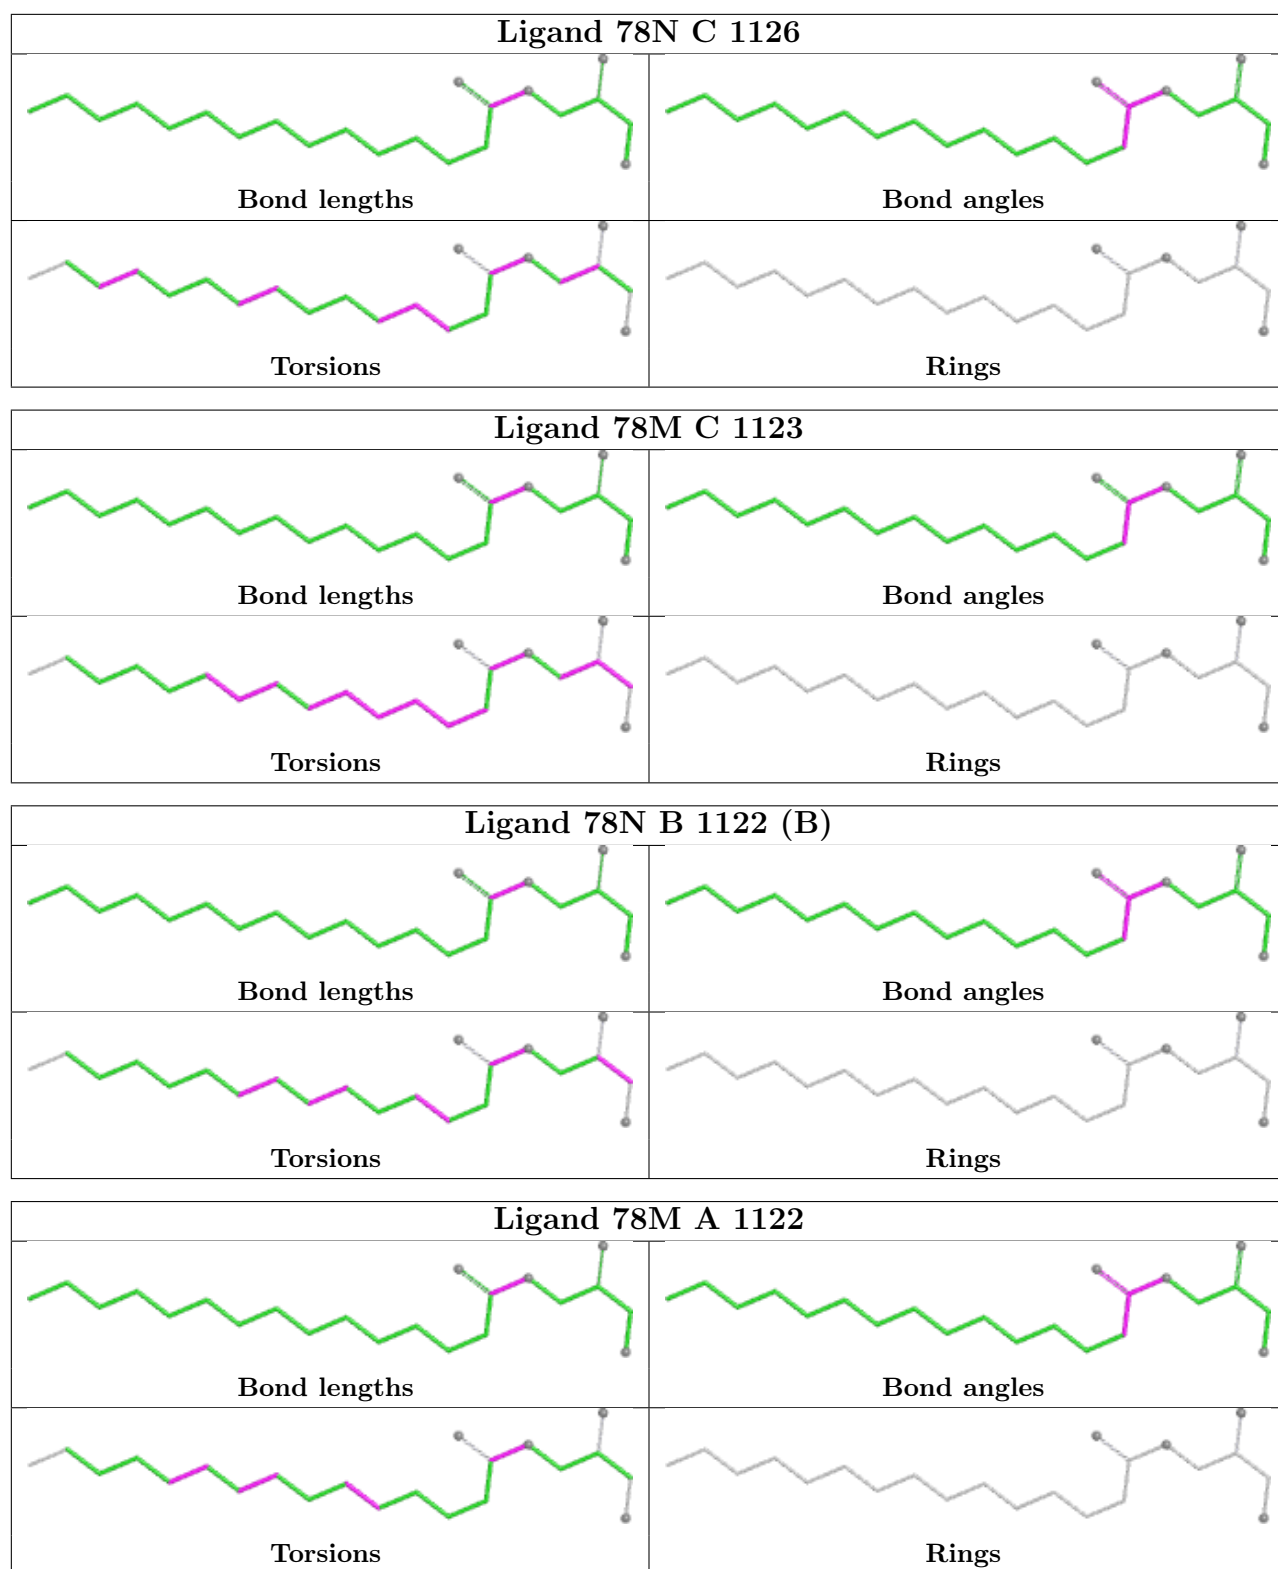 Ligand 78N C 1126
Bond lengths
Bond angles
Torsions
Rings
Ligand 78M C 1123
Bond lengths
Bond angles
Torsions
Rings
Ligand 78N B 1122 (B)
Bond lengths
Bond angles
Torsions
Rings
Ligand 78M A 1122
Bond lengths
Bond angles
Torsions
Rings